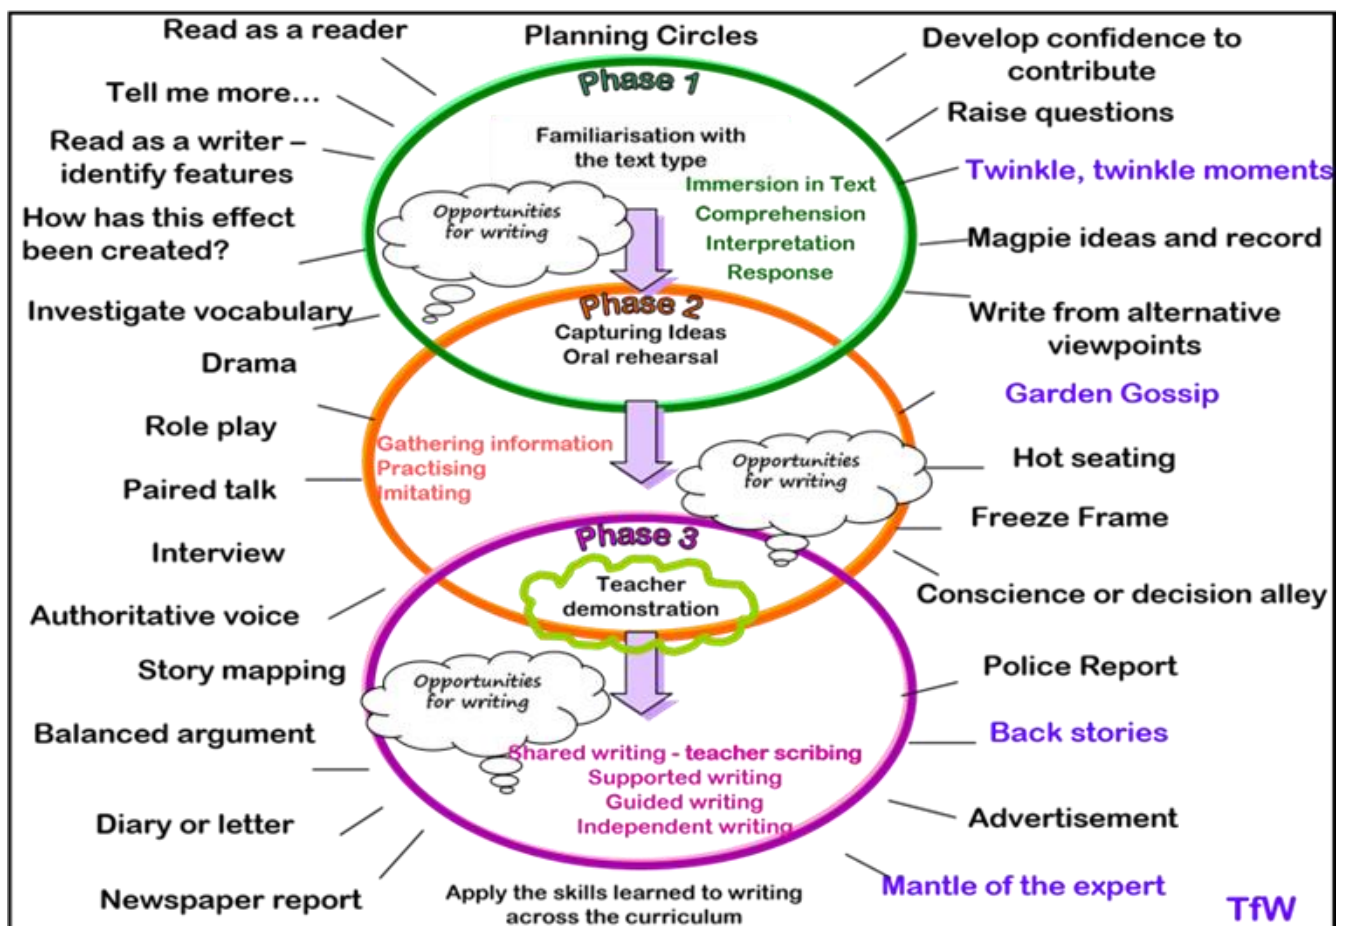 Planning Circles
Read as a reader
Tell me more...
Read as a writer –
identify features
How has this effect
been created?
Investigate vocabulary
Drama
Role play
Paired talk
Interview
Authoritative voice
Story mapping
Balanced argument
Diary or letter
Newspaper report
Phase 1
Familiarisation with
the text type
Immersion in Text
Comprehension
Interpretation
Response
Opportunities
for writing
Phase 2
Capturing Ideas
Oral rehearsal
Gathering information
Practising
Imitating
Opportunities
for writing
Phase 3
Teacher
demonstration
Opportunities
for writing
Shared writing - teacher scribing
Supported writing
Guided writing
Independent writing
Apply the skills learned to writing
across the curriculum
Develop confidence to
contribute
Raise questions
Twinkle, twinkle moments
Magpie ideas and record
Write from alternative
viewpoints
Garden Gossip
Hot seating
Freeze Frame
Conscience or decision alley
Police Report
Back stories
Advertisement
Mantle of the expert
TfW